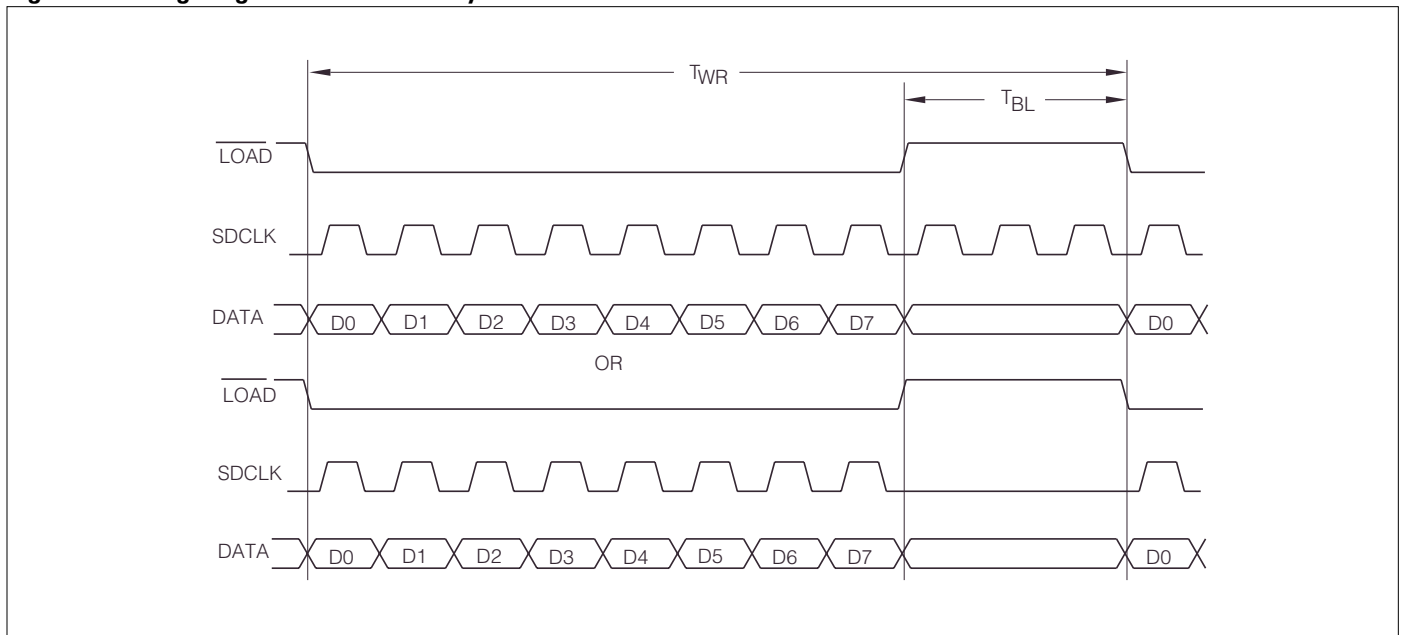 TWR
TBL
LOAD
SDCLK
DATA D0 D1 D2 D3 D4 D5 D6 D7 D0
OR
LOAD
SDCLK
DATA D0 D1 D2 D3 D4 D5 D6 D7 D0